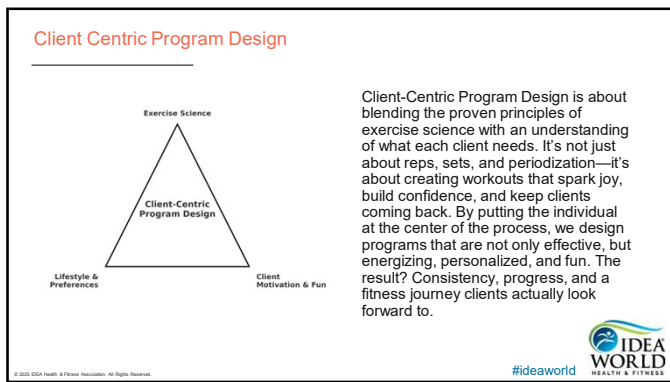 Client Centric Program Design
Exercise Science
Client-Centric
Program Design
Lifestyle &
Preferences
Client
Motivation & Fun
Client-Centric Program Design is about
blending the proven principles of
exercise science with an understanding
of what each client needs. It’s not just
about reps, sets, and periodization—it’s
about creating workouts that spark joy,
build confidence, and keep clients
coming back. By putting the individual
at the center of the process, we design
programs that are not only effective, but
energizing, personalized, and fun. The
result? Consistency, progress, and a
fitness journey clients actually look
forward to.
© 2025 IDEA Health & Fitness Association. All Rights Reserved.
#ideaworld
IDEA
WORLD
HEALTH & FITNESS